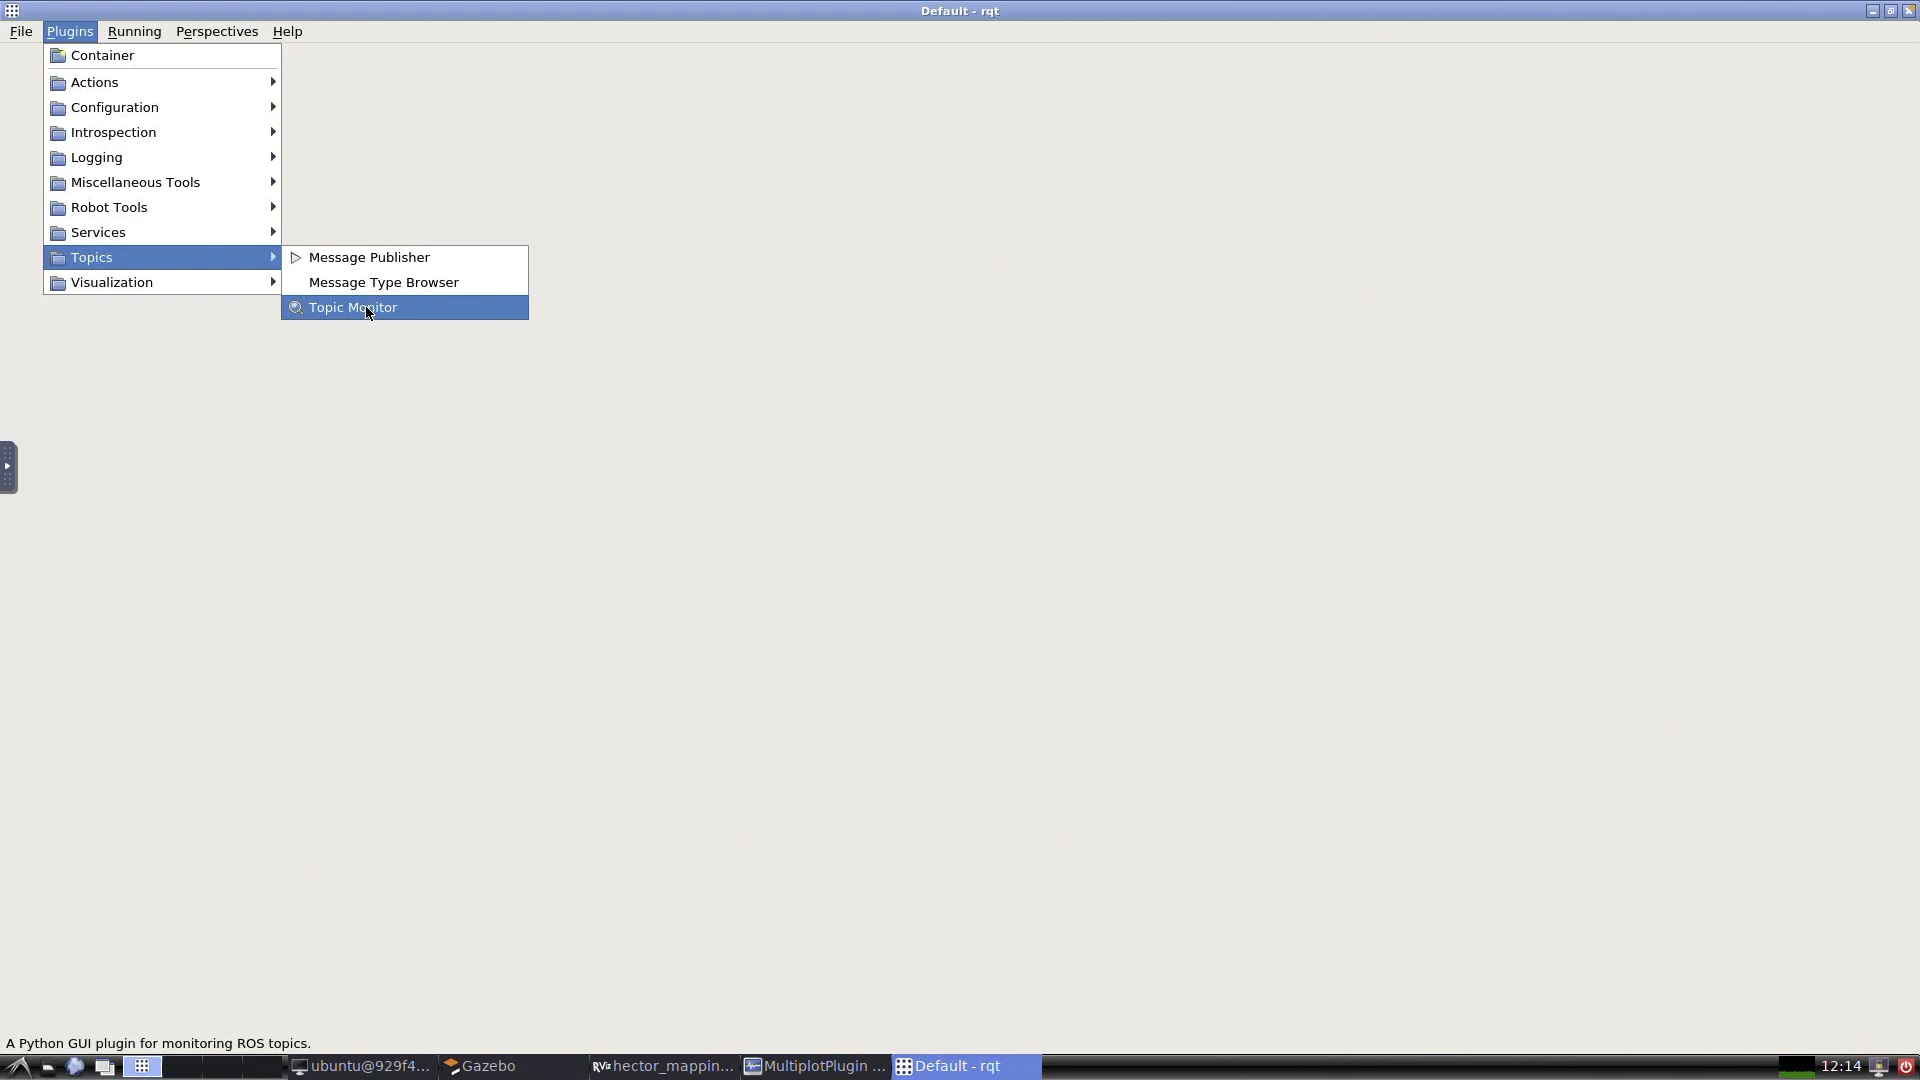 Default - rqt
File Plugins Running Perspectives Help
Container
Actions
Configuration
Introspection
Logging
Miscellaneous Tools
Robot Tools
Services
Topics
Message Publisher
Visualization
Message Type Browser
Topic Monitor
A Python GUI plugin for monitoring ROS topics.
ubuntu@929f4... Gazebo RViz hector_mappin... MultiplotPlugin ... Default - rqt 12:14